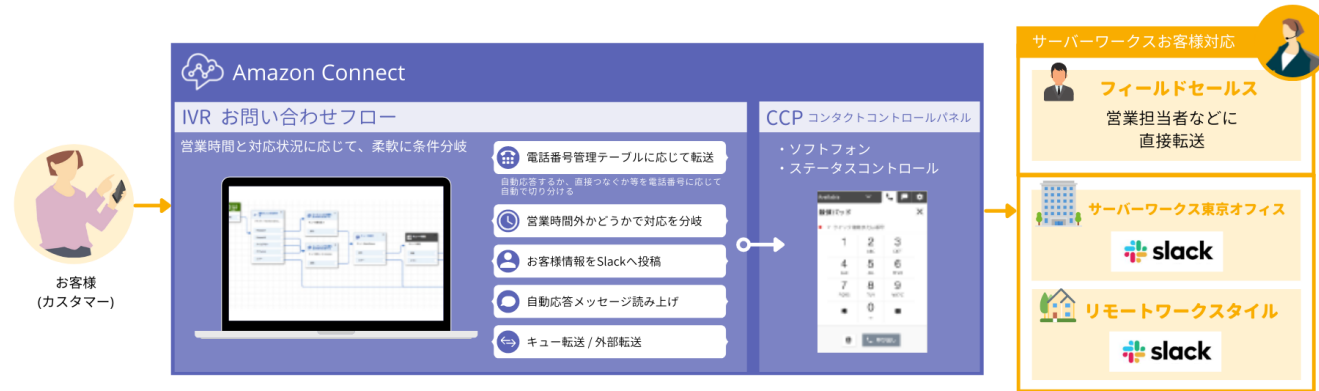 お客様
(カスタマー)
Amazon Connect
IVR お問い合わせフロー
営業時間と対応状況に応じて、柔軟に条件分岐
電話番号管理テーブルに応じて転送
自動応答するか、直接つなぐか等を電話番号に応じて
自動で切り分ける
営業時間外かどうかで対応を分岐
お客様情報をSlackへ投稿
自動応答メッセージ読み上げ
キュー転送 / 外部転送
CCP コンタクトコントロールパネル
・ソフトフォン
・ステータスコントロール
1 2 3
4 5 6
7 8 9
0
サーバーワークスお客様対応
フィールドセールス
営業担当者などに
直接転送
サーバーワークス東京オフィス
slack
リモートワークスタイル
slack